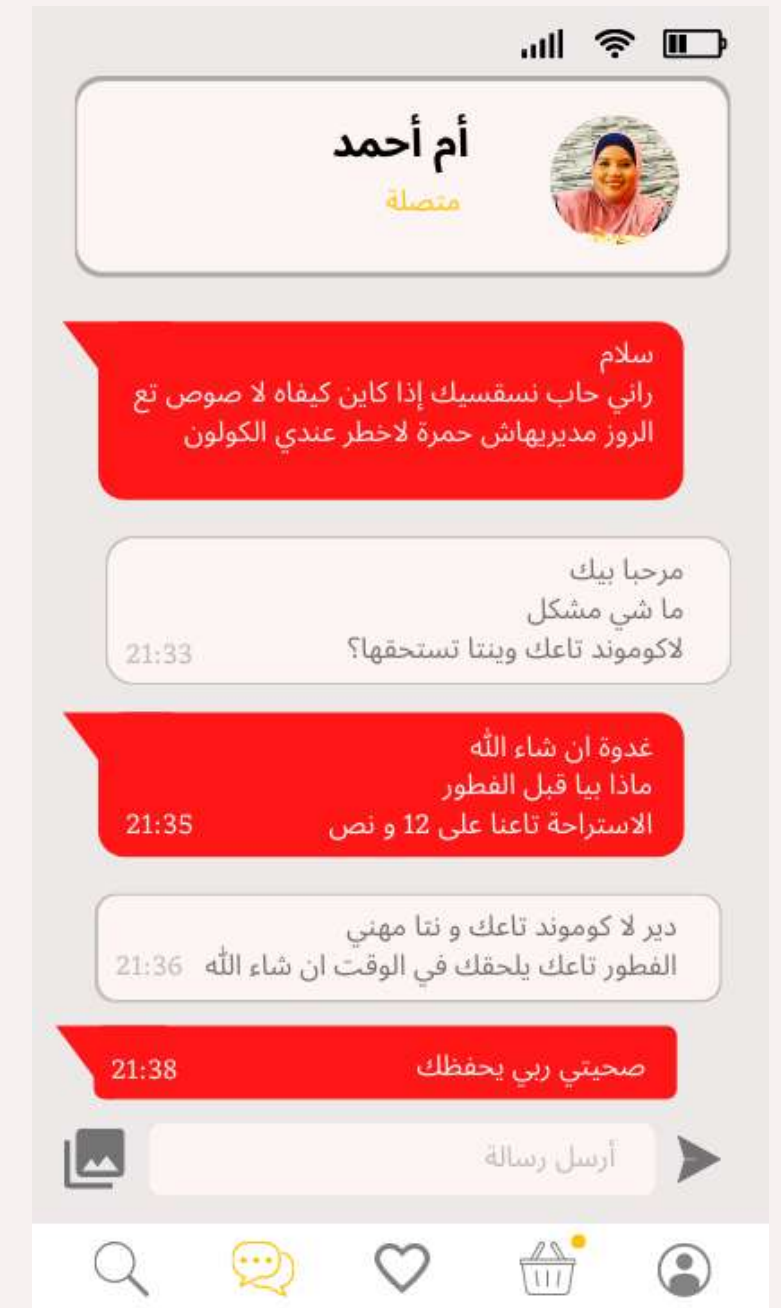 أم أحمد
متصلة
سلام
راني حاب نسقسيك إذا كاين كيفاه لا صوص تع
الروز مديريهاش حمرة لاخطر عندي الكولون
مرحبا بيك
ما شي مشكل
لاكوموند تاعك وينتا تستحقها؟
21:33
غدوة ان شاء الله
ماذا بيا قبل الفطور
الاستراحة تاعنا على 12 و نص
21:35
دير لا كوموند تاعك و نتا مهني
الفطور تاعك يلحقك في الوقت ان شاء الله
21:36
صحيتي ربي يحفظك
21:38
أرسل رسالة